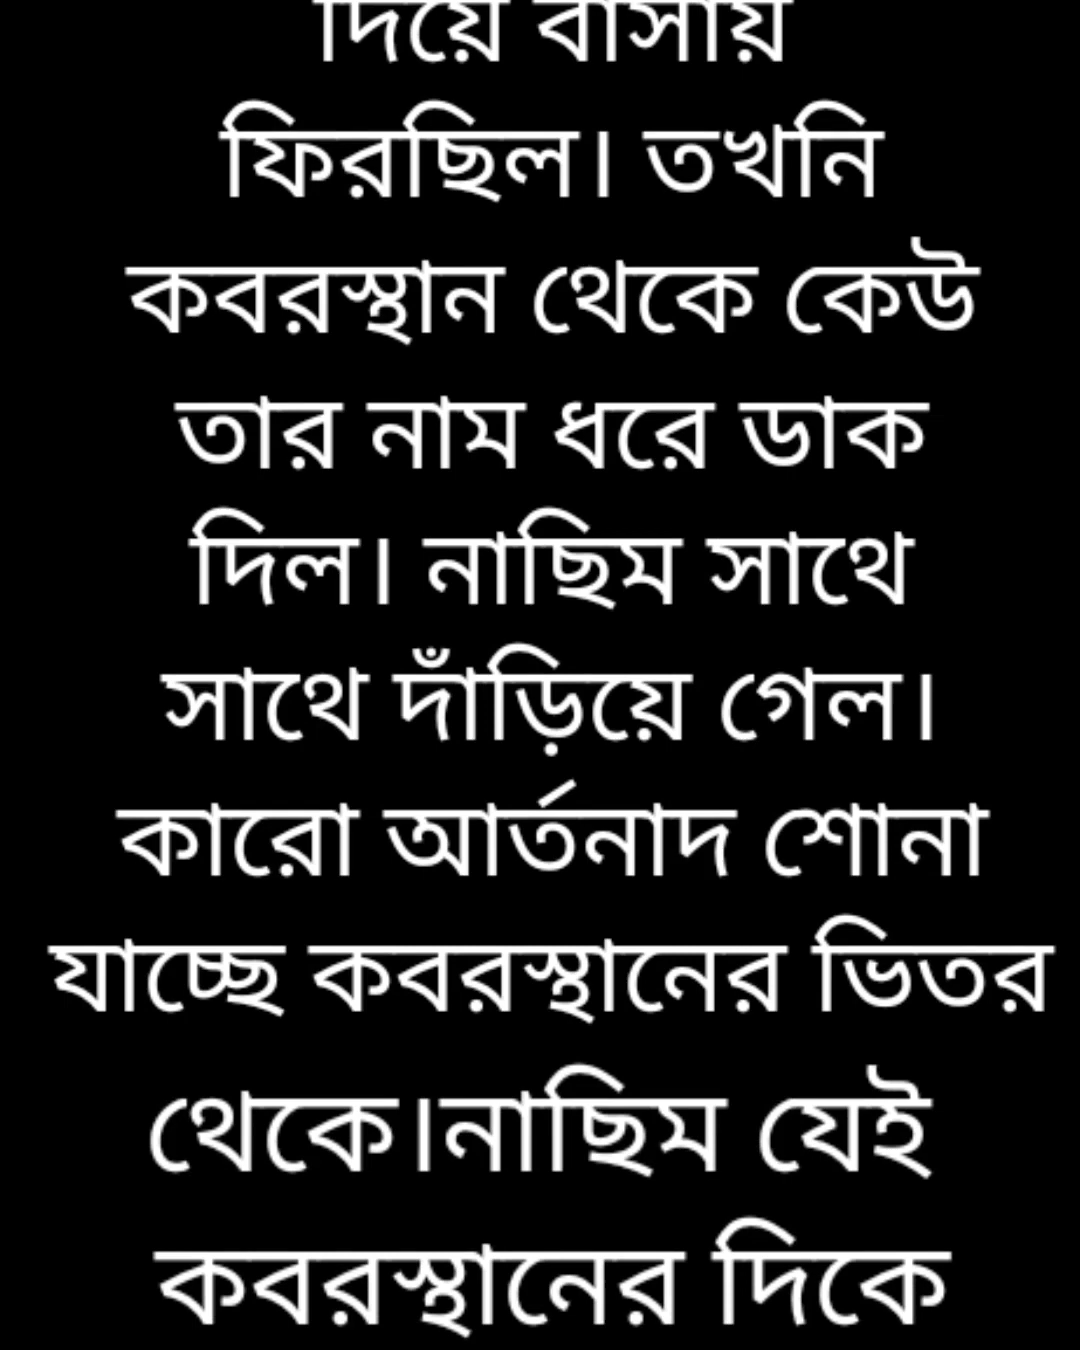 দিয়ে বাসায়
ফিরছিল। তখনি
কবরস্থান থেকে কেউ
তার নাম ধরে ডাক
দিল। নাছিম সাথে
সাথে দাঁড়িয়ে গেল।
কারো আর্তনাদ শোনা
যাচ্ছে কবরস্থানের ভিতর
থেকে।নাছিম যেই
কবরস্থানের দিকে